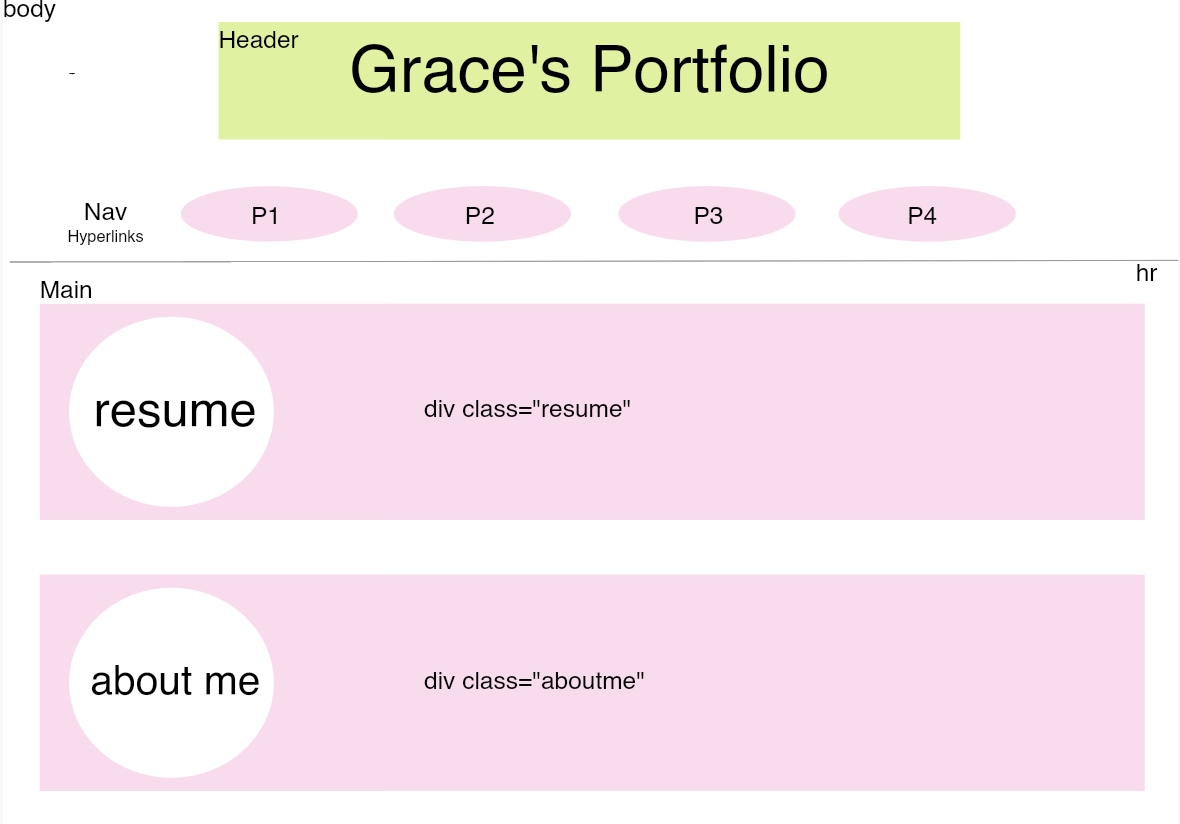 body
Header
Grace's Portfolio
-
Nav
Hyperlinks
P1
P2
P3
P4
hr
Main
resume
div class="resume"
about me
div class="aboutme"